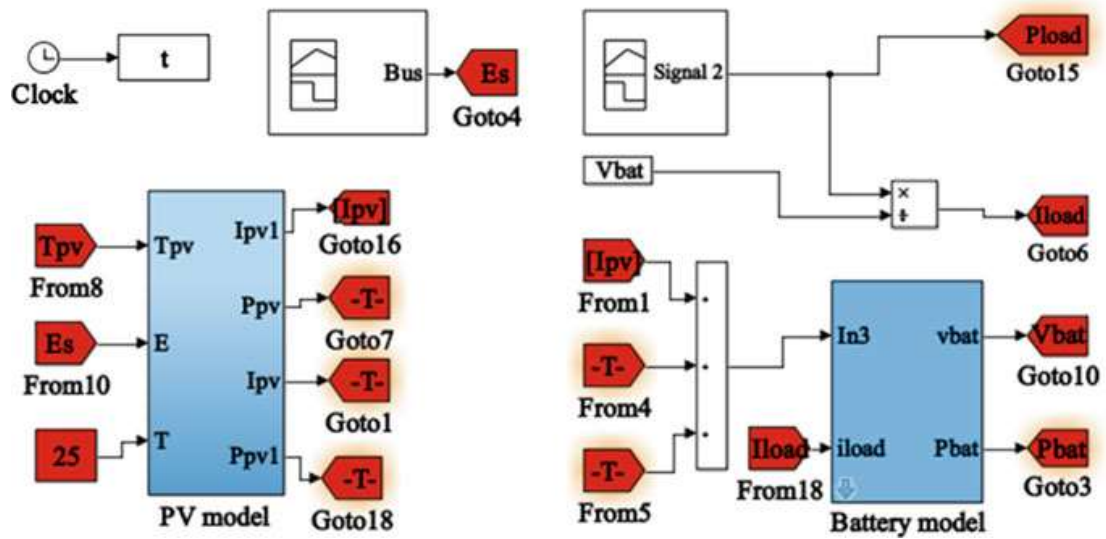 t
Clock
Bus
Es
Goto4
Signal 2
Pload
Goto15
Vbat
×
÷
Iload
Goto6
Tpv
From8
Es
From10
25
Tpv
E
T
Ipv1
Ppv
Ipv
Ppv1
PV model
[Ipv]
Goto16
-T-
Goto7
-T-
Goto1
-T-
Goto18
[Ipv]
From1
-T-
From4
-T-
From5
Iload
From18
In3
iload
vbat
Pbat
Battery model
Vbat
Goto10
Pbat
Goto3